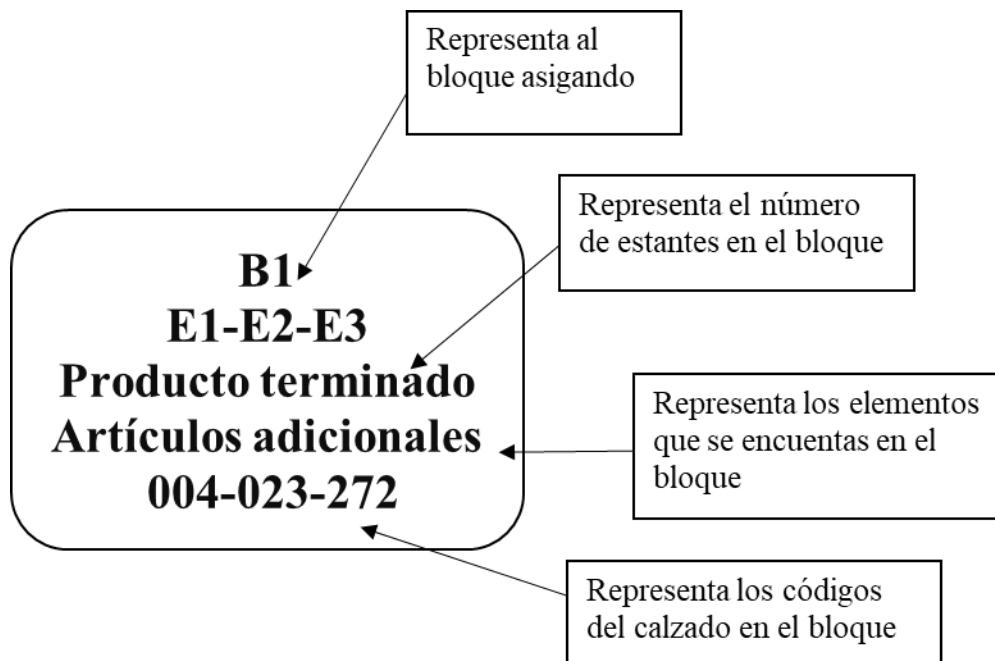 Representa al
bloque asigando
Representa el número
de estantes en el bloque
B1
E1-E2-E3
Producto terminado
Artículos adicionales
004-023-272
Representa los elementos
que se encuentas en el
bloque
Representa los códigos
del calzado en el bloque